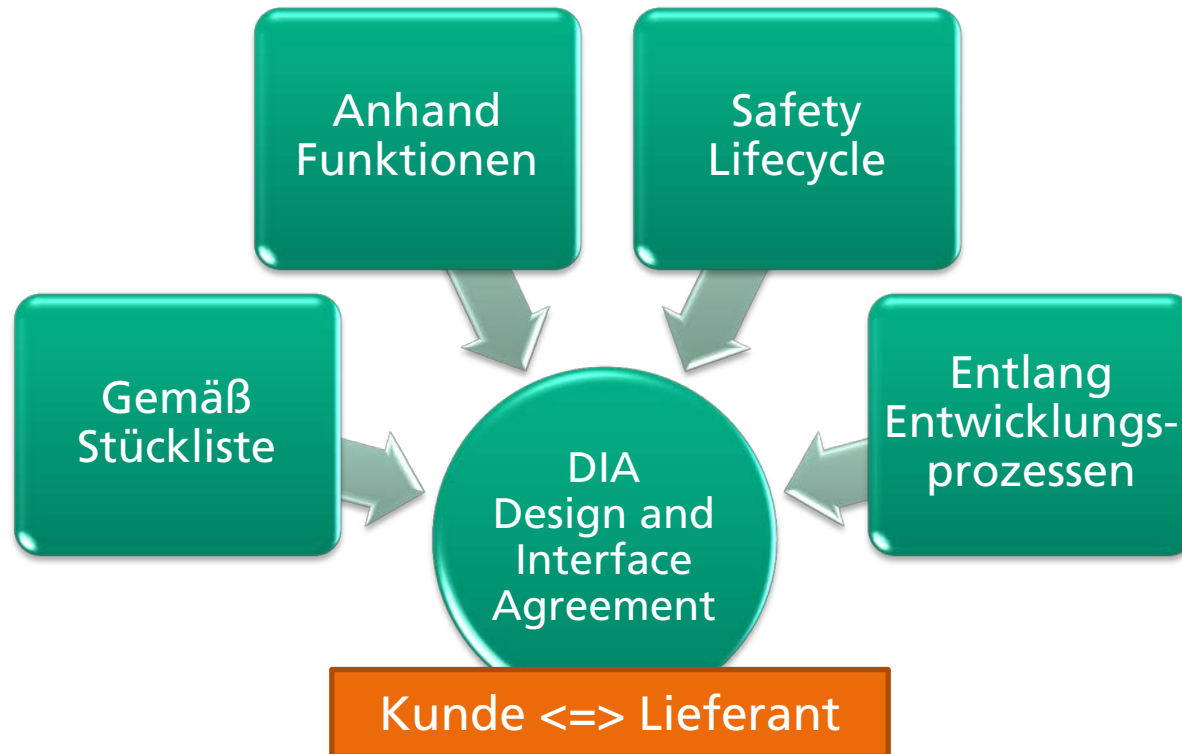 Anhand
Funktionen
Safety
Lifecycle
Gemäß
Stückliste
Entlang
Entwicklungs-
prozessen
DIA
Design and
Interface
Agreement
Kunde <=> Lieferant